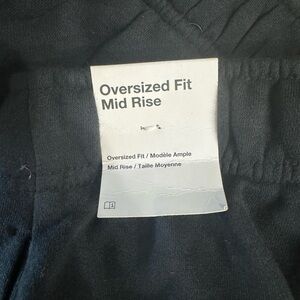 Oversized Fit
Mid Rise
Oversized Fit / Modèle Ample
Mid Rise / Taille Moyenne